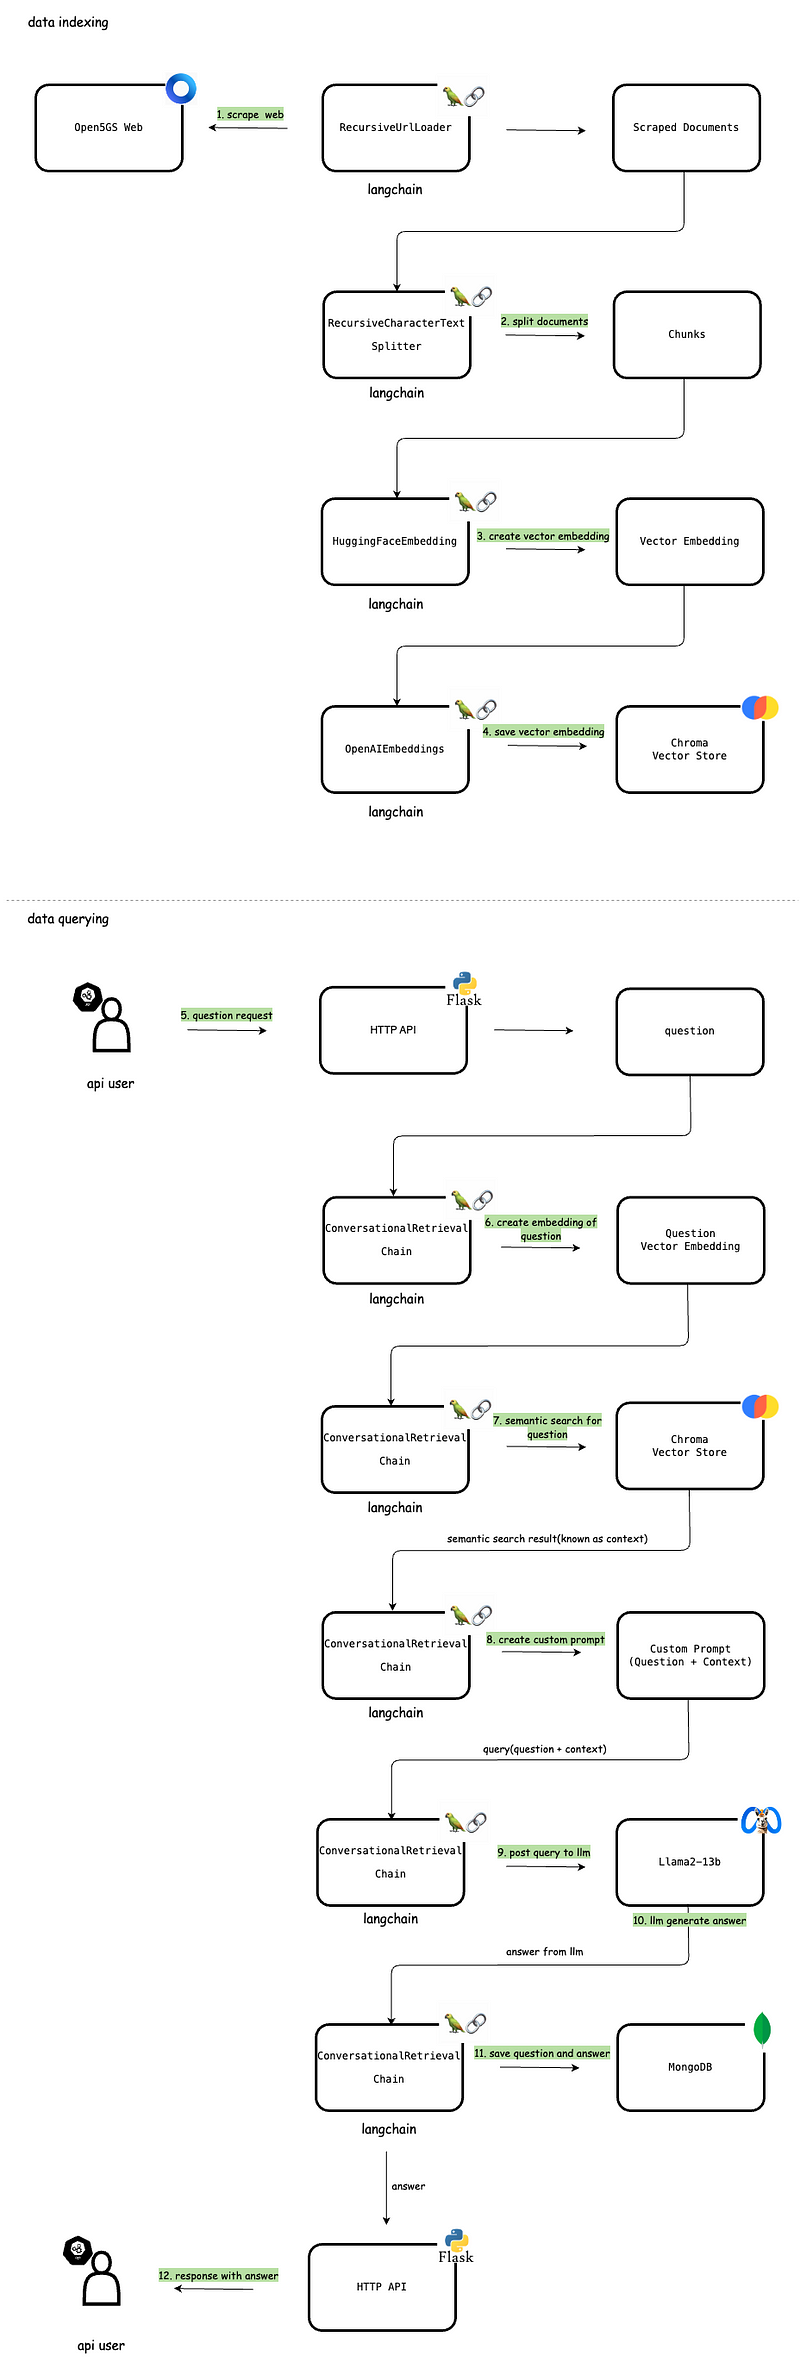 data indexing
Open5GS Web
1. scrape  web
RecursiveUrlLoader
Scraped Documents
langchain
RecursiveCharacterText
Splitter
2. split documents
Chunks
langchain
HuggingFaceEmbedding
3. create vector embedding
Vector Embedding
langchain
OpenAIEmbeddings
4. save vector embedding
Chroma
Vector Store
langchain
data querying
api user
5. question request
Flask
HTTP API
question
ConversationalRetrieval
Chain
6. create embedding of
question
Question
Vector Embedding
langchain
ConversationalRetrieval
Chain
7. semantic search for
question
Chroma
Vector Store
langchain
semantic search result(known as context)
ConversationalRetrieval
Chain
8. create custom prompt
Custom Prompt
(Question + Context)
langchain
query(question + context)
ConversationalRetrieval
Chain
9. post query to llm
Llama2-13b
langchain
10. llm generate answer
answer from llm
ConversationalRetrieval
Chain
11. save question and answer
MongoDB
langchain
answer
Flask
HTTP API
12. response with answer
api user